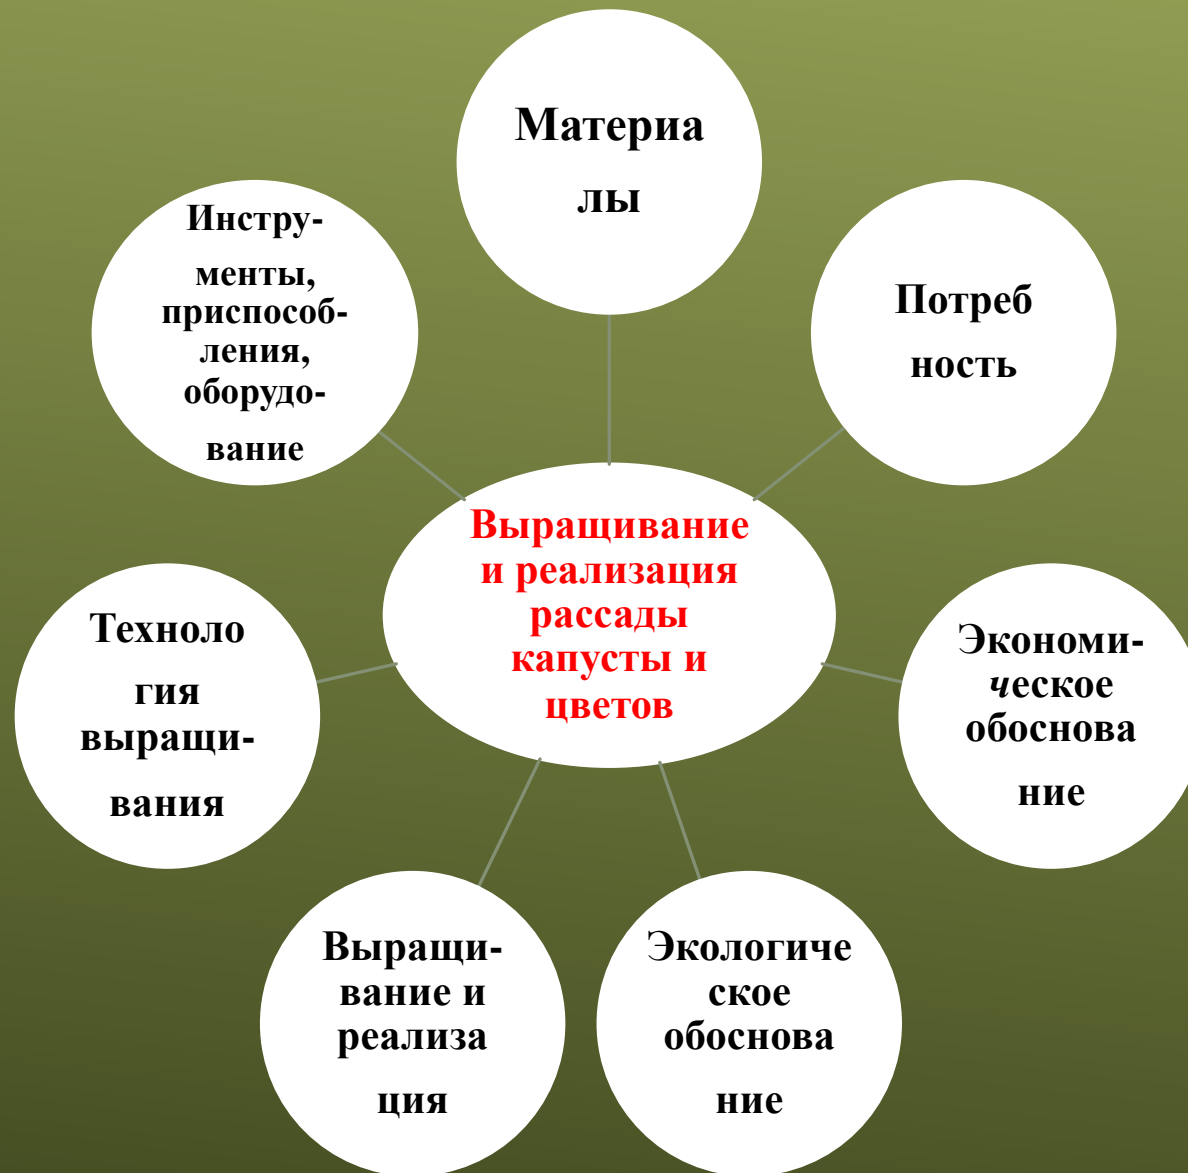 Материа
лы
Потреб
ность
Экономи-
ческое
обоснова
ние
Экологиче
ское
обоснова
ние
Выращи-
вание и
реализа
ция
Техноло
гия
выращи-
вания
Инстру-
менты,
приспособ-
ления,
оборудо-
вание
Выращивание
и реализация
рассады
капусты и
цветов